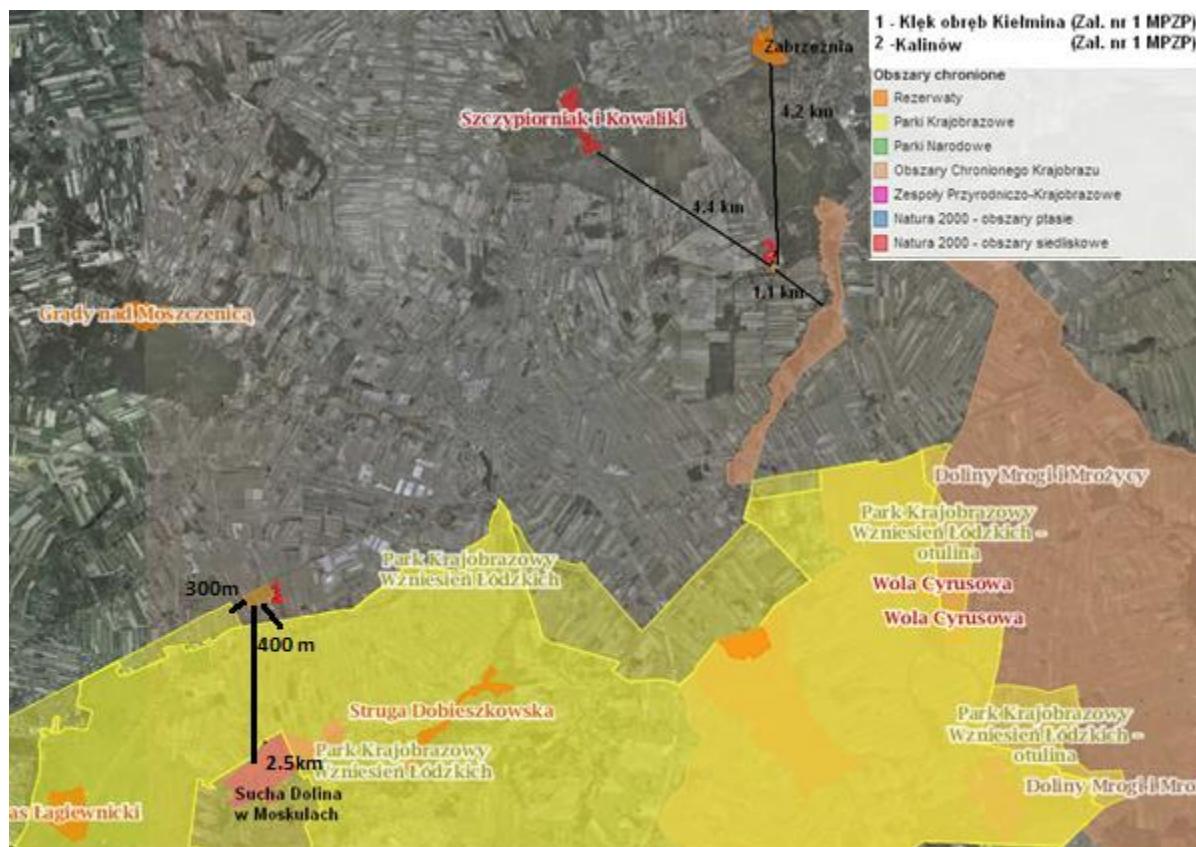 1 - Klęk obręb Kiełmina (Zal. nr 1 MPZP)
2 -Kalinów (Zal. nr 1 MPZP)
Obszary chronione
Rezerwaty
Parki Krajobrazowe
Parki Narodowe
Obszary Chronionego Krajobrazu
Zespoły Przyrodniczo-Krajobrazowe
Natura 2000 - obszary ptasie
Natura 2000 - obszary siedliskowe
Zabrzeźnia
4,2 km
Szczypiorniak i Kowaliki
4,4 km
2
1,1 km
Grądy nad Moszczenicą
Doliny Mrogi i Mrożycy
Park Krajobrazowy
Wzniesień Łódzkich -
otulina
Park Krajobrazowy
Wzniesień Łódzkich
Wola Cyrusowa
Wola Cyrusowa
300m
1
400 m
Struga Dobieszkowska
Park Krajobrazowy
Wzniesień Łódzkich -
otulina
Park Krajobrazowy
Wzniesień Łódzkich
2.5km
Sucha Dolina
w Moskulach
Doliny Mrogi i Mro
as Łagiewnicki